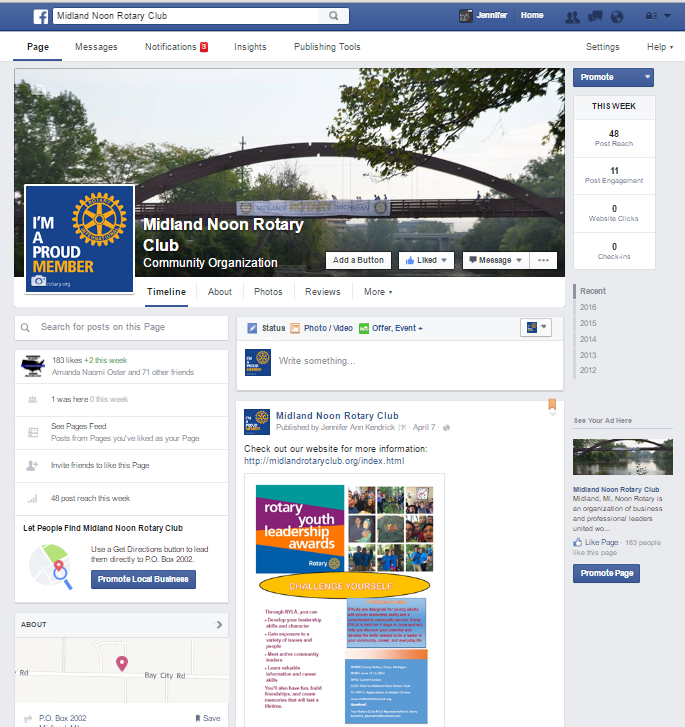 Midland Noon Rotary Club
Jennifer
Home
Page
Messages
Notifications 3
Insights
Publishing Tools
Settings
Help
Promote
THIS WEEK
48
Post Reach
11
Post Engagement
0
Website Clicks
0
Check-ins
I'M
A
PROUD
MEMBER
rotary.org
Midland Noon Rotary
Club
Community Organization
Add a Button
Liked
Message
Timeline
About
Photos
Reviews
More
Recent
2016
2015
2014
2013
2012
Search for posts on this Page
183 likes +2 this week
Amanda Naomi Oster and 71 other friends
1 was here 0 this week
See Pages Feed
Posts from Pages you've liked as your Page
Invite friends to like this Page
48 post reach this week
Let People Find Midland Noon Rotary Club
Use a Get Directions button to lead
them directly to P.O. Box 2002.
Promote Local Business
ABOUT
Rd
Bay City Rd
P.O. Box 2002
Save
Status
Photo / Video
Offer, Event +
Write something...
Midland Noon Rotary Club
Published by Jennifer Ann Kendrick [?] · April 7 ·
Check out our website for more information:
http://midlandrotaryclub.org/index.html
rotary
youth
leadership
awards
Rotary
CHALLENGE YOURSELF
Through RYLA, you can
• Develop your leadership
skills and character
• Gain exposure to a
variety of issues and
people
• Meet active community
leaders
• Learn valuable
information and career
skills
You'll also have fun, build
friendships, and create
memories that will last a
lifetime.
See Your Ad Here
Midland Noon Rotary Club
Midland, MI, Noon Rotary is
an organization of business
and professional leaders
united wo...
Like Page · 183 people
like this page
Promote Page